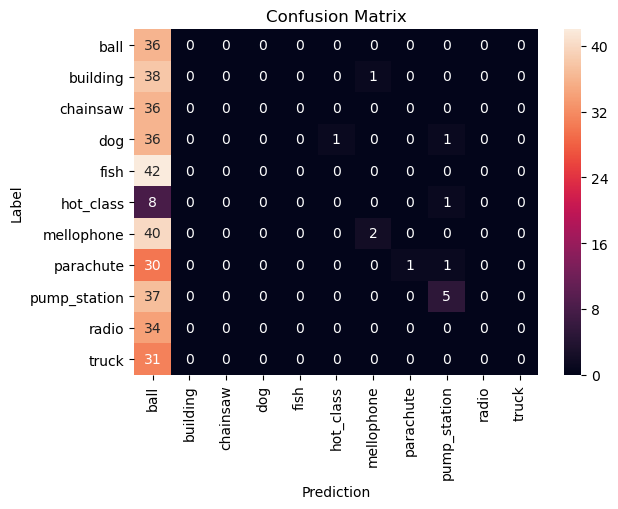 Confusion Matrix
Label
ball 36 0 0 0 0 0 0 0 0 0 0
building 38 0 0 0 0 0 1 0 0 0 0
chainsaw 36 0 0 0 0 0 0 0 0 0 0
dog 36 0 0 0 0 1 0 0 1 0 0
fish 42 0 0 0 0 0 0 0 0 0 0
hot_class 8 0 0 0 0 0 0 0 1 0 0
mellophone 40 0 0 0 0 0 2 0 0 0 0
parachute 30 0 0 0 0 0 0 1 1 0 0
pump_station 37 0 0 0 0 0 0 0 5 0 0
radio 34 0 0 0 0 0 0 0 0 0 0
truck 31 0 0 0 0 0 0 0 0 0 0
ball building chainsaw dog fish hot_class mellophone parachute pump_station radio truck
Prediction
40
32
24
16
8
0